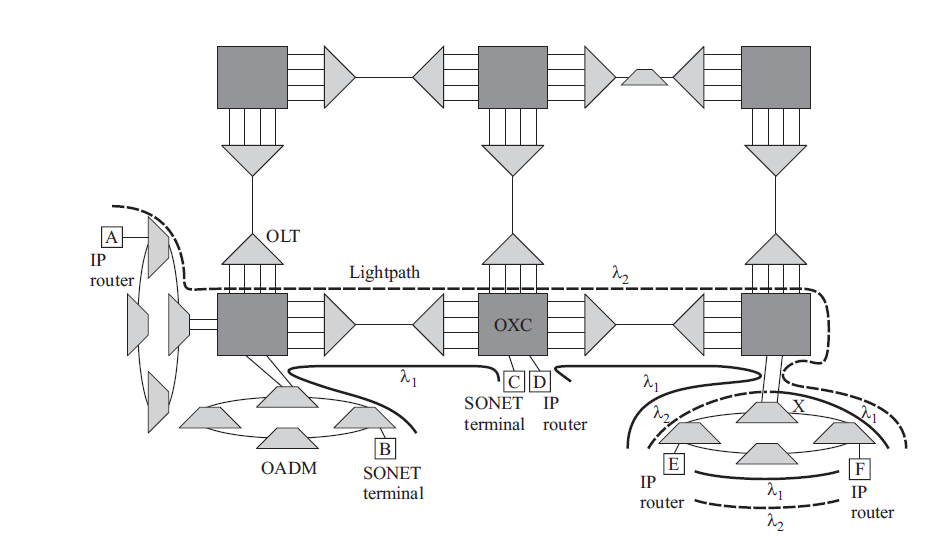 OLT
A
IP
router
Lightpath
λ2
OXC
λ1
C
D
SONET
terminal
IP
router
λ1
λ2
X
λ1
B
OADM
SONET
terminal
E
IP
router
F
IP
router
λ1
λ2